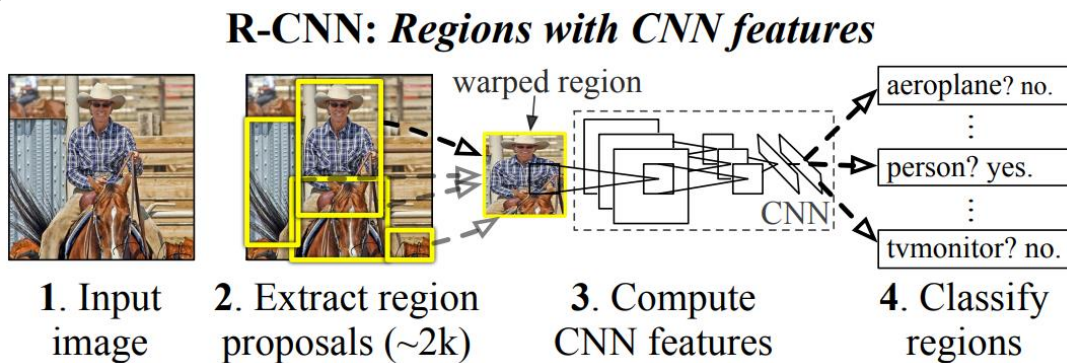 R-CNN: Regions with CNN features
warped region
aeroplane? no.
⋮
person? yes.
⋮
tvmonitor? no.
CNN
1. Input
image
2. Extract region
proposals (~2k)
3. Compute
CNN features
4. Classify
regions